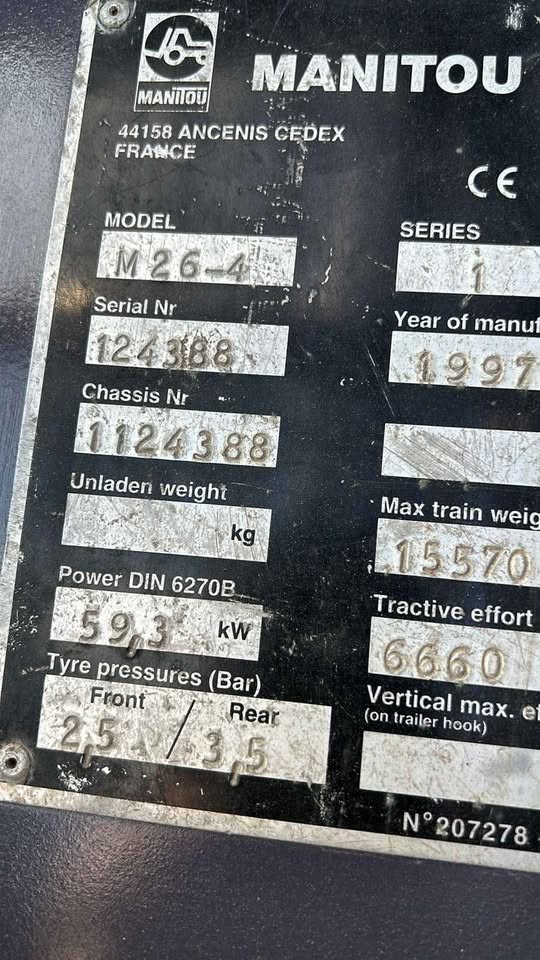 MANITOU
MANITOU
44158 ANCENIS CEDEX
FRANCE
CE
MODEL
M26-4
SERIES
1
Serial Nr
124388
Year of manuf
1997
Chassis Nr
1124388
Unladen weight
kg
Max train weig
15570
Power DIN 6270B
59,3 kW
Tractive effort
6660
Tyre pressures (Bar)
Front / Rear
2,5 3,5
Vertical max. ef
(on trailer hook)
N°207278